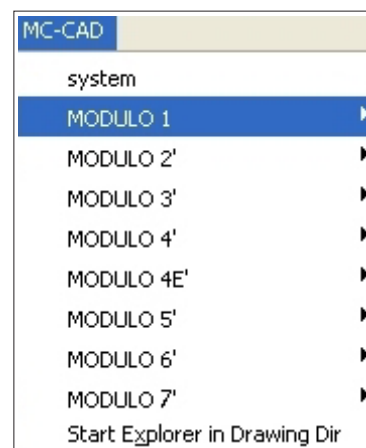 MC-CAD
system
MODULO 1
MODULO 2'
MODULO 3'
MODULO 4'
MODULO 4E'
MODULO 5'
MODULO 6'
MODULO 7'
Start Explorer in Drawing Dir